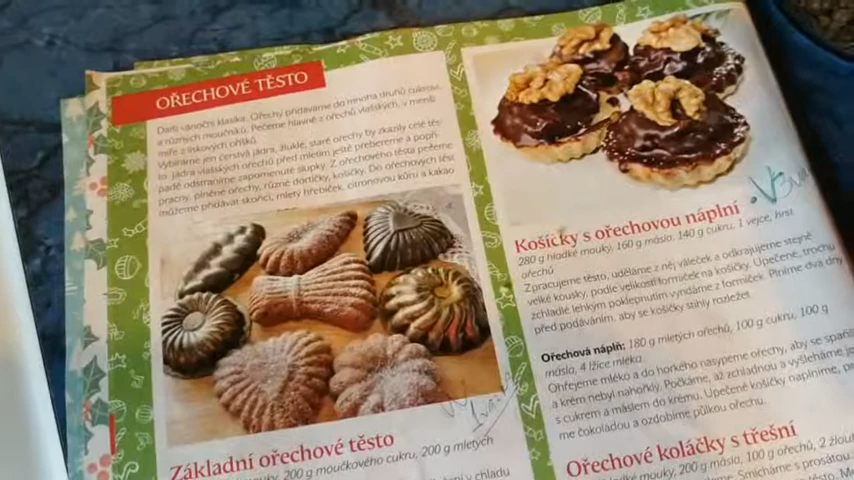 OŘECHOVÉ TĚSTO
Další vánoční klasika. Ořechy přidáváme do mnoha druhů cukroví
a různých moučníků. Pečeme hlavně z ořechů vlašských, v menší
míře z lískových oříšků.
Vybíráme jen čerstvá jádra, žluklé, staré ořechy by zkazily celé těsto.
Jádra vlašských ořechů před mletím ještě přebereme a popří-
padě odstraníme zapomenuté slupky. Z ořechového těsta pečeme
pracny, plněné ořechy, různé dortíčky, košíčky. Do ořechových těst
můžeme přidávat skořici, mletý hřebíček, citronovou kůru a kakao
Základní ořechové těsto
200 g moučkového cukru, 200 g mletých
v chladu
Košíčky s ořechovou náplní
280 g hladké mouky, 160 g másla, 140 g cukru, 1 vejce, hrst
ořechů
Zpracujeme těsto, uděláme z něj váleček a odkrajujeme stejně
velké kousky, podle velikosti formiček na košíčky. Upečené, trochu
zchladlé lehkým poklepnutím vyndáme z formiček. Plníme dva dny
před podáváním, aby se košíčky stihly rozležet.
Ořechová náplň: 180 g mletých ořechů, 100 g cukru, 100 g
másla, 4 lžíce mléka
Ohřejeme mléko a do horkého nasypeme ořechy, aby se spařily
a krém nebyl nahořklý. Počkáme, až zchladnou a vyšleháme je
s cukrem a máslem do krému. Upečené košíčky naplníme,
me čokoládou a ozdobíme půlkou ořechu.
Ořechové koláčky s třešní
mouky, 200 g másla, 100 g ořechů, 2 žloutky
těsto. Smícháme s prosátou